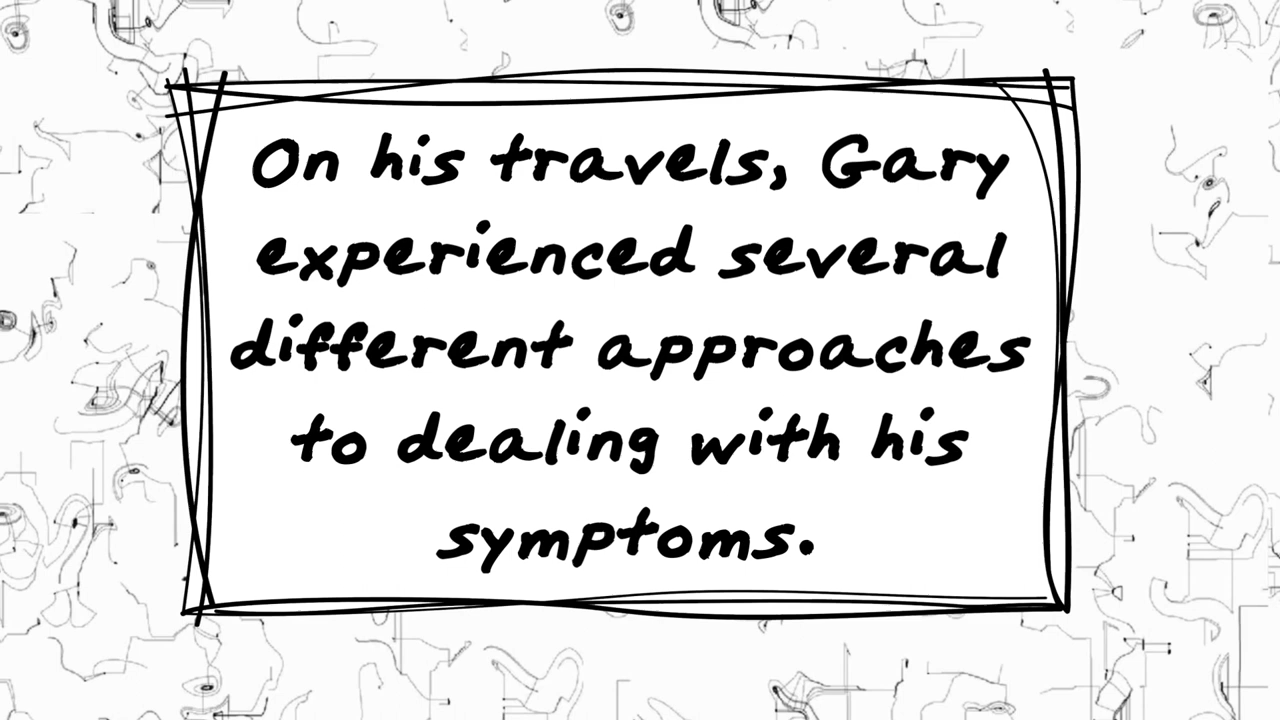 On his travels, Gary
experienced several
different approaches
to dealing with his
symptoms.